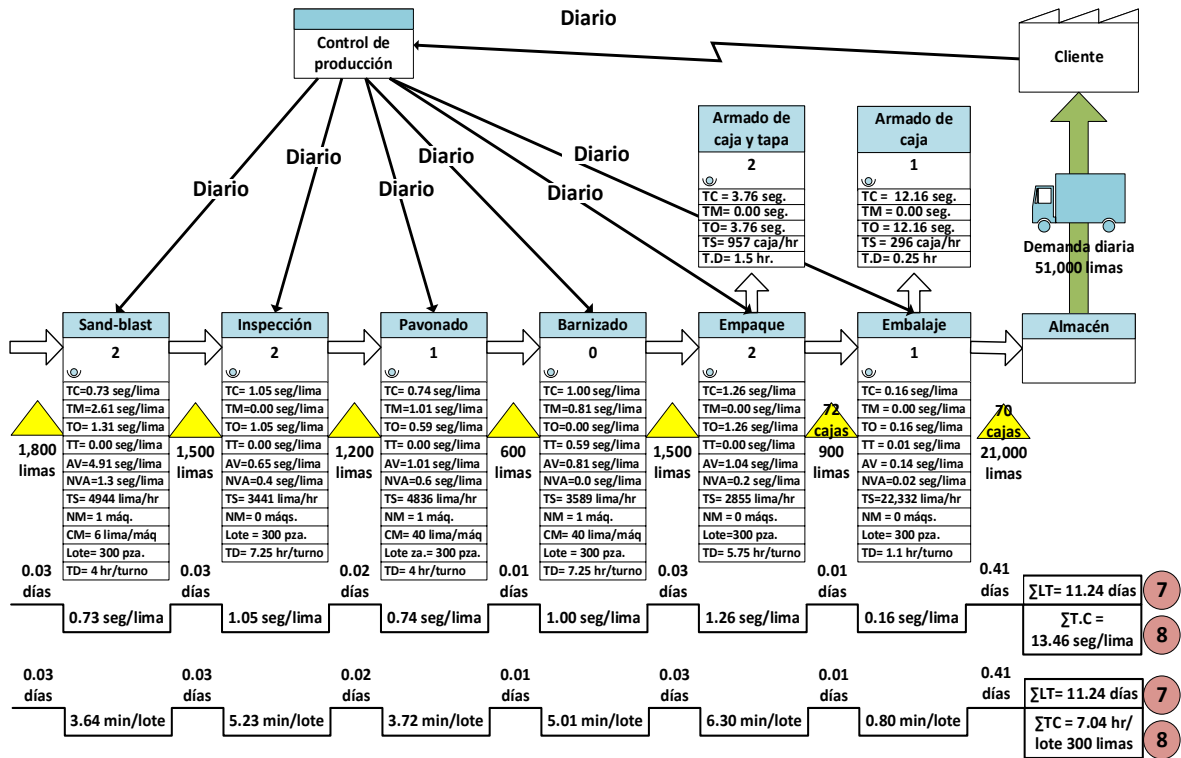 Diario
Control de
producción
Cliente
Diario
Diario
Diario
Diario
Diario
Diario
Armado de
caja y tapa
2
TC = 3.76 seg.
TM= 0.00 seg.
TO= 3.76 seg.
TS= 957 caja/hr
T.D= 1.5 hr.
Armado de
caja
1
TC = 12.16 seg.
TM = 0.00 seg.
TO = 12.16 seg.
TS = 296 caja/hr
T.D = 0.25 hr
Demanda diaria
51,000 limas
Sand-blast
2
TC=0.73 seg/lima
TM=2.61 seg/lima
TO= 1.31 seg/lima
TT= 0.00 seg/lima
AV=4.91 seg/lima
NVA=1.3 seg/lima
TS= 4944 lima/hr
NM= 1 máq.
CM= 6 lima/máq
Lote= 300 pza.
TD= 4 hr/turno
Inspección
2
TC= 1.05 seg/lima
TM=0.00 seg/lima
TO= 1.05 seg/lima
TT = 0.00 seg/lima
AV=0.65 seg/lima
NVA=0.4 seg/lima
TS= 3441 lima/hr
NM= 0 máqs.
Lote = 300 pza.
TD= 7.25 hr/turno
Pavonado
1
TC= 0.74 seg/lima
TM=1.01 seg/lima
TO= 0.59 seg/lima
TT= 0.00 seg/lima
AV=1.01 seg/lima
NVA=0.6 seg/lima
TS= 4836 lima/hr
NM = 1 máq.
CM= 40 lima/máq
Lote za.= 300 pza.
TD= 4 hr/turno
Barnizado
0
TC= 1.00 seg/lima
TM=0.81 seg/lima
TO=0.00 seg/lima
TT= 0.59 seg/lima
AV=0.81 seg/lima
NVA=0.0 seg/lima
TS= 3589 lima/hr
NM = 1 máq.
CM= 40 lima/máq
Lote = 300 pza.
TD= 7.25 hr/turno
Empaque
2
TC=1.26 seg/lima
TM=0.00 seg/lima
TO=1.26 seg/lima
TT=0.00 seg/lima
AV=1.04 seg/lima
NVA=0.2 seg/lima
TS= 2855 lima/hr
NM = 0 máqs.
Lote=300 pza.
TD= 5.75 hr/turno
Embalaje
1
TC= 0.16 seg/lima
TM = 0.00 seg/lima
TO = 0.16 seg/lima
TT = 0.01 seg/lima
AV = 0.14 seg/lima
NVA=0.02 seg/lima
TS=22,332 lima/hr
NM= 0 máqs.
Lote= 300 pza.
TD= 1.1 hr/turno
Almacén
1,800
limas
1,500
limas
1,200
limas
600
limas
1,500
limas
72
cajas
900
limas
70
cajas
21,000
limas
0.03
días
0.03
días
0.02
días
0.01
días
0.03
días
0.01
días
0.41
días
0.73 seg/lima
1.05 seg/lima
0.74 seg/lima
1.00 seg/lima
1.26 seg/lima
0.16 seg/lima
∑LT= 11.24 días
7
∑T.C =
13.46 seg/lima
8
0.03
días
0.03
días
0.02
días
0.01
días
0.03
días
0.01
días
0.41
días
3.64 min/lote
5.23 min/lote
3.72 min/lote
5.01 min/lote
6.30 min/lote
0.80 min/lote
∑LT= 11.24 días
7
∑TC = 7.04 hr/
lote 300 limas
8